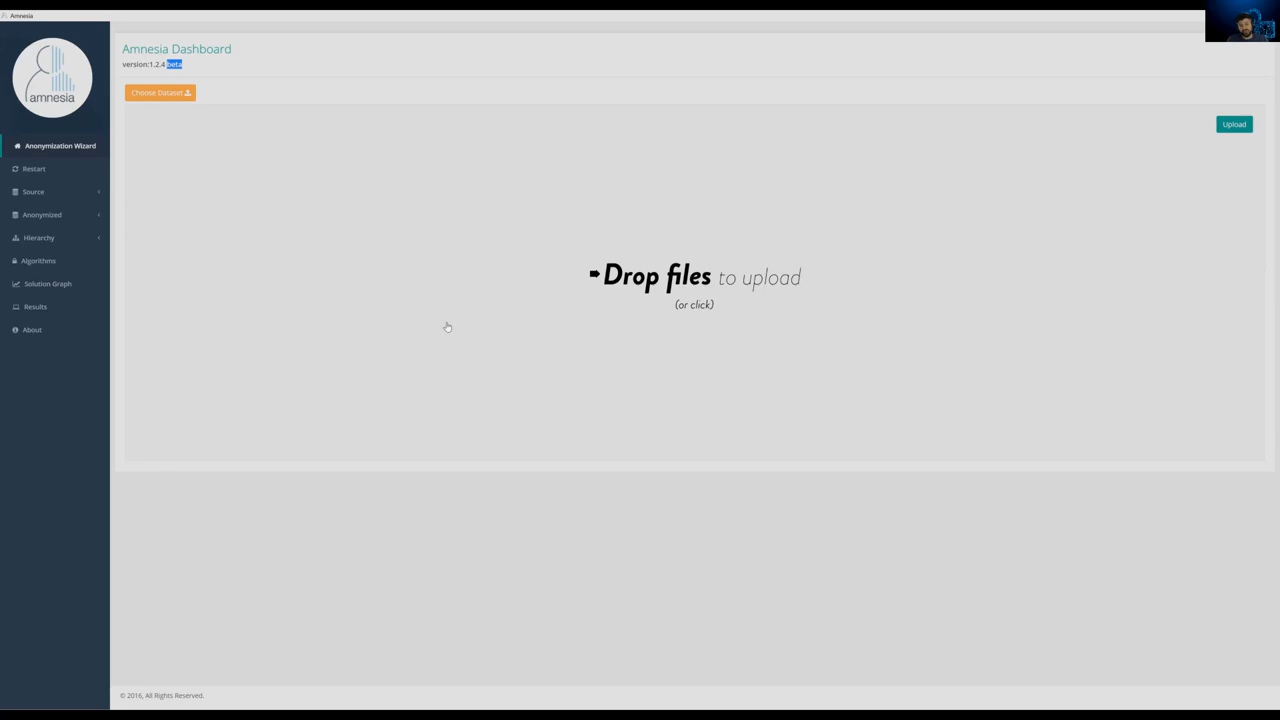 Amnesia
amnesia
Anonymization Wizard
Restart
Source
Anonymized
Hierarchy
Algorithms
Solution Graph
Results
About
Amnesia Dashboard
version:1.2.4 beta
Choose Dataset
Upload
Drop files to upload
(or click)
© 2016, All Rights Reserved.